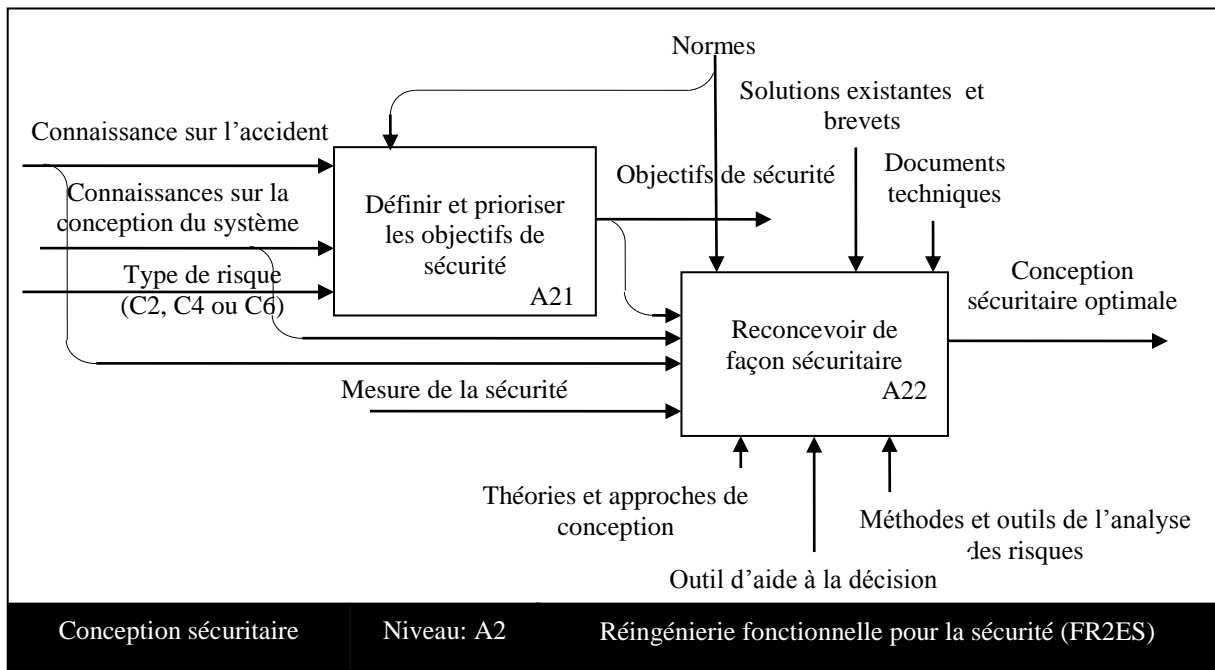 Normes
Solutions existantes et
brevets
Connaissance sur l’accident
Documents
techniques
Connaissances sur la
conception du système
Objectifs de sécurité
Définir et prioriser
les objectifs de
sécurité
A21
Type de risque
(C2, C4 ou C6)
Conception
sécuritaire optimale
Reconcevoir de
façon sécuritaire
A22
Mesure de la sécurité
Théories et approches de
conception
Méthodes et outils de l’analyse
des risques
Outil d’aide à la décision
Conception sécuritaire
Niveau: A2
Réingénierie fonctionnelle pour la sécurité (FR2ES)